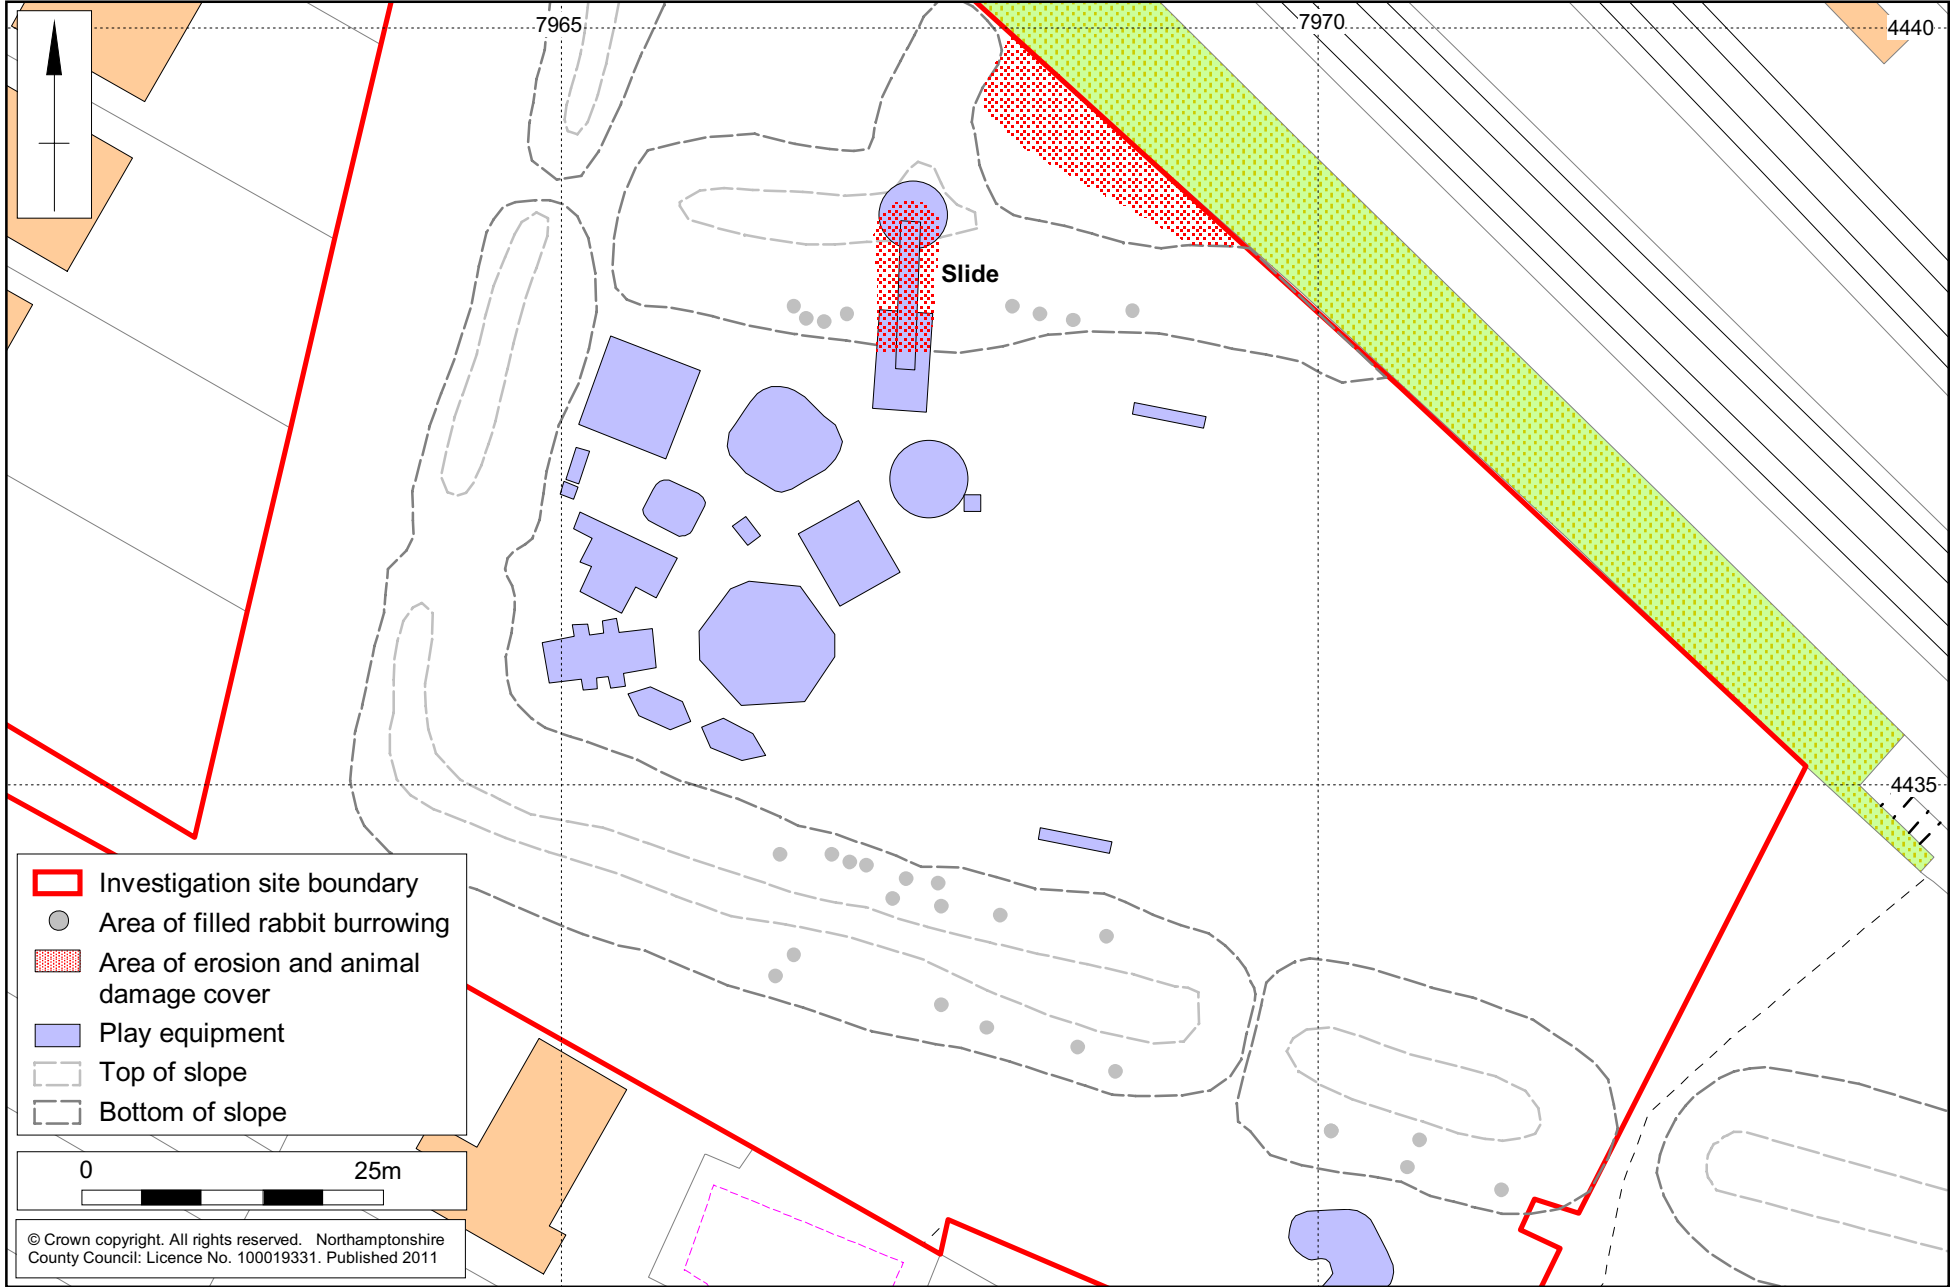 7965
7970
4440
Slide
4435
Investigation site boundary
Area of filled rabbit burrowing
Area of erosion and animal
damage cover
Play equipment
Top of slope
Bottom of slope
0 25m
© Crown copyright. All rights reserved. Northamptonshire
County Council: Licence No. 100019331. Published 2011